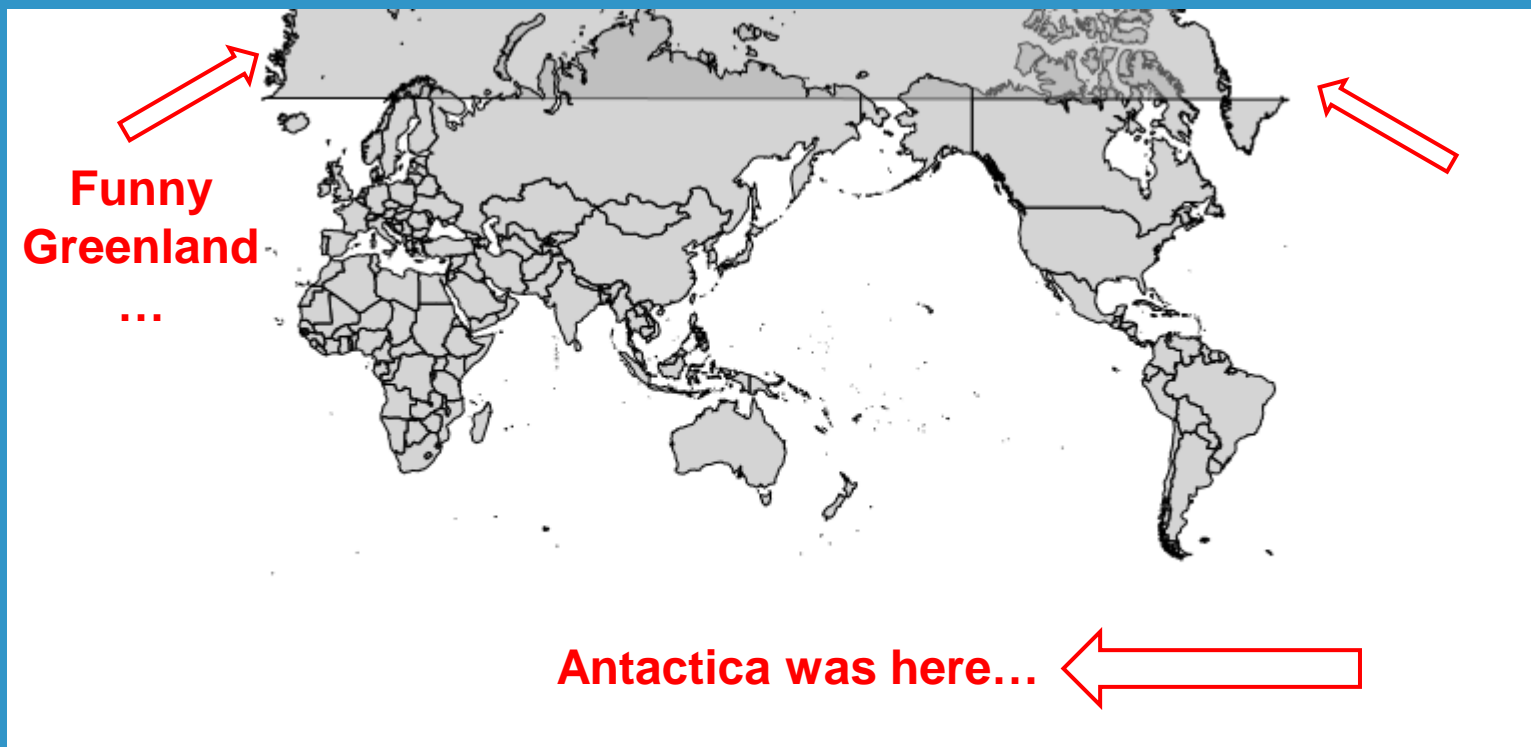 Funny
Greenland
…
Antactica was here…